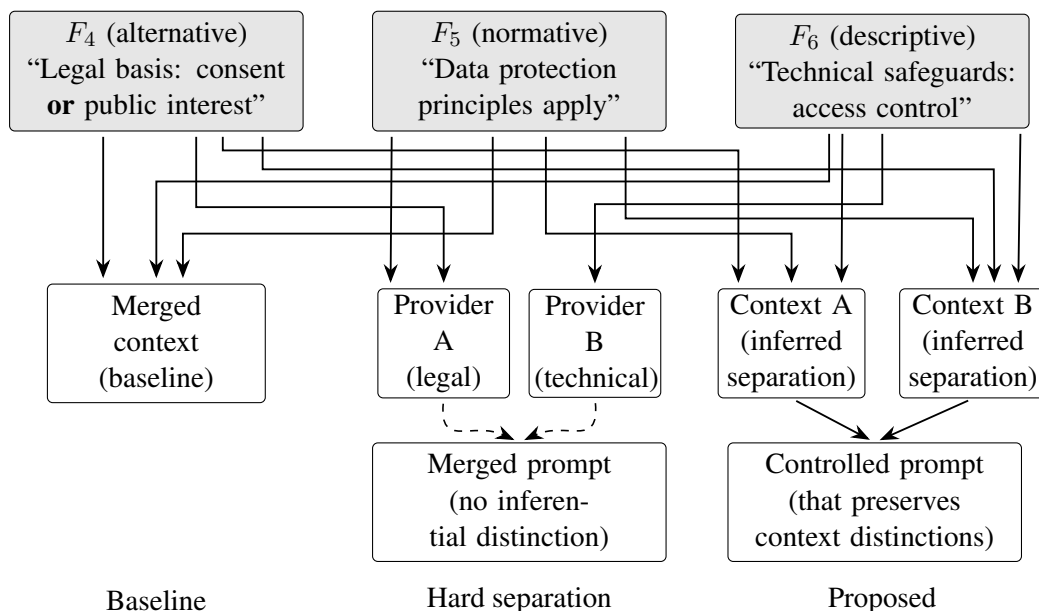 F₄ (alternative)
“Legal basis: consent
or public interest”
F₅ (normative)
“Data protection
principles apply”
F₆ (descriptive)
“Technical safeguards:
access control”
Merged
context
(baseline)
Provider
A
(legal)
Provider
B
(technical)
Context A
(inferred
separation)
Context B
(inferred
separation)
Merged prompt
(no inferen-
tial distinction)
Controlled prompt
(that preserves
context distinctions)
Baseline
Hard separation
Proposed